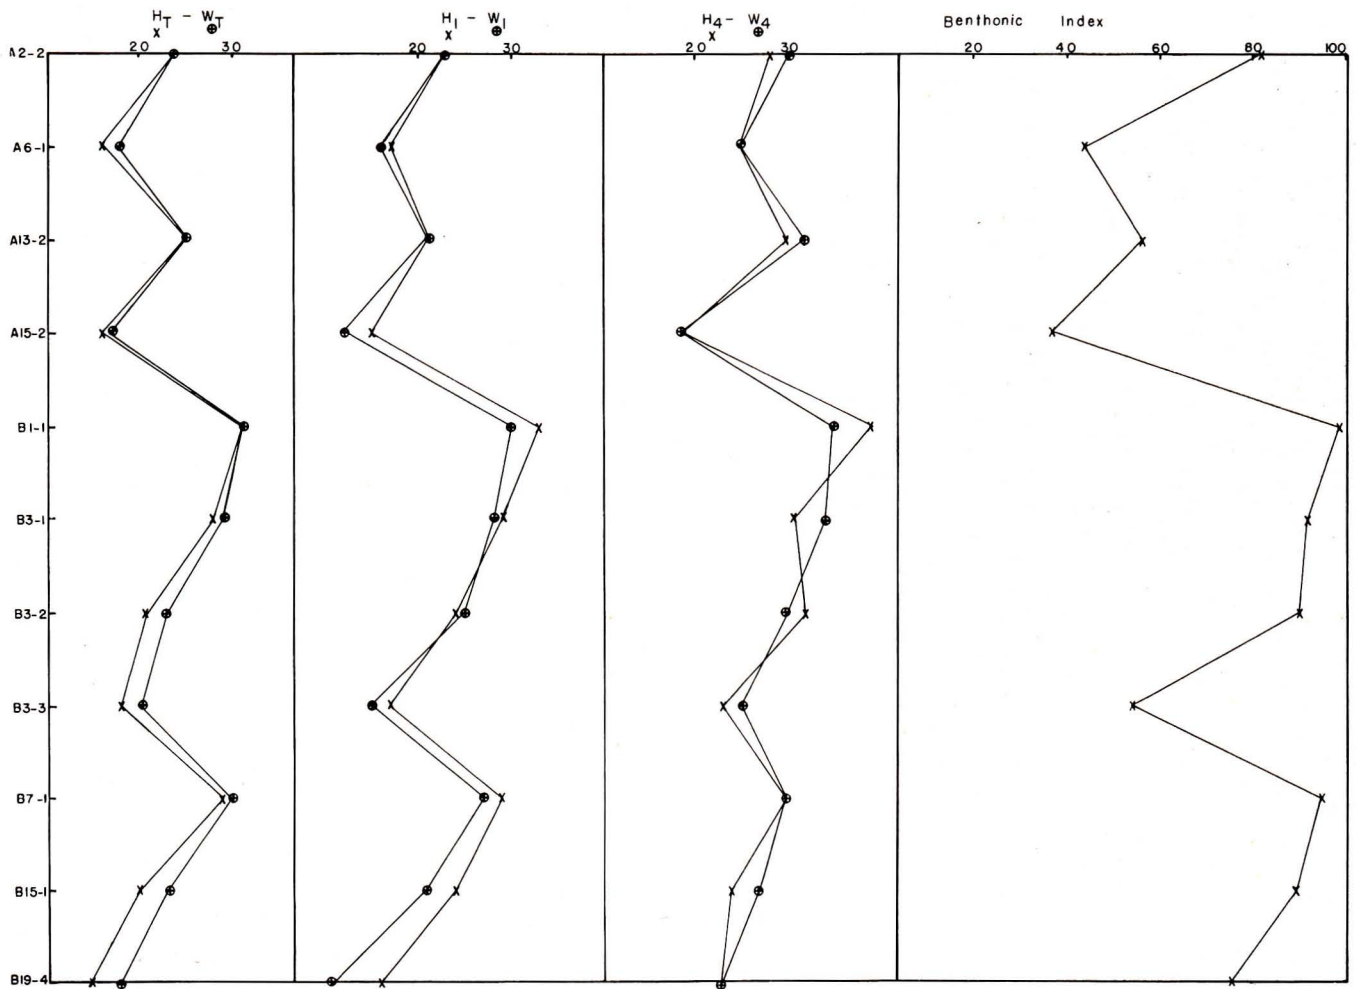 H_T - W_T H_1 - W_1 H_4 - W_4 Benthonic Index
x ⊕ x ⊕ x ⊕
20 30 20 30 20 30 20 40 60 80 100
A2-2
A6-1
A13-2
A15-2
B1-1
B3-1
B3-2
B3-3
B7-1
B15-1
B19-4